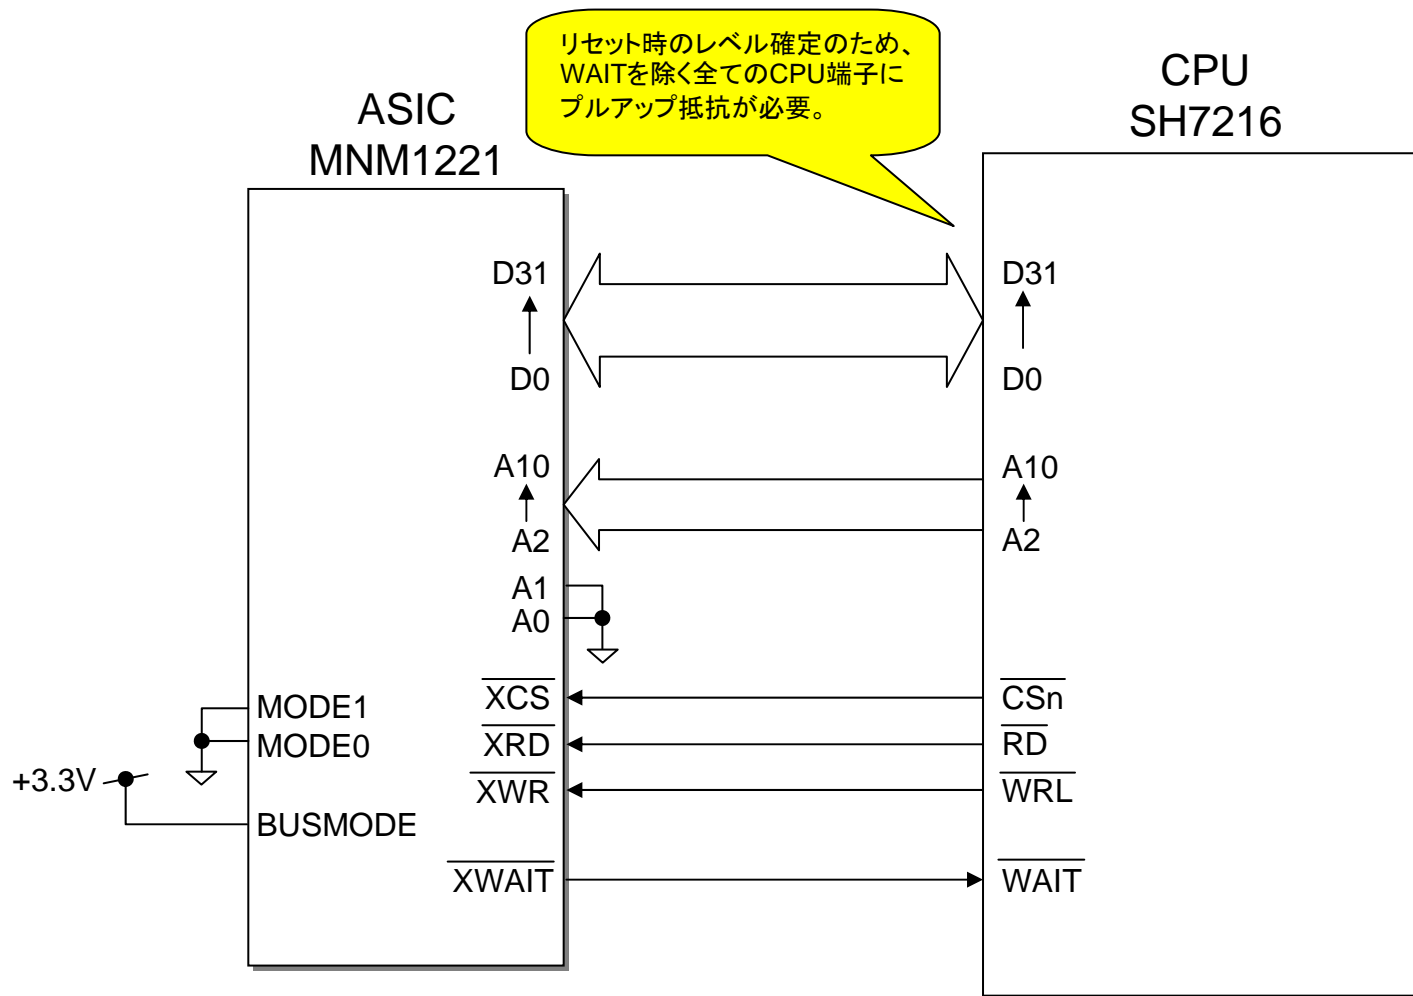 リセット時のレベル確定のため、
WAITを除く全てのCPU端子に
プルアップ抵抗が必要。
CPU
SH7216
ASIC
MNM1221
D31
D0
A10
A2
A1
A0
XCS
XRD
XWR
XWAIT
MODE1
MODE0
+3.3V
BUSMODE
D31
D0
A10
A2
CSn
RD
WRL
WAIT